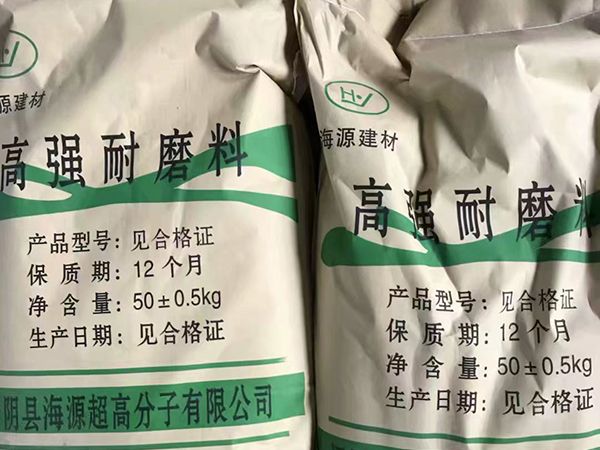 源建材
高强耐磨料
产品型号：见合格证
保质期：12个月
净含量：50±0.5kg
生产日期：见合格证
阴县海源超高分子有限公司
海源建材
高强耐磨料
产品型号：见合格证
保质期：12个月
净含量：50±0.5kg
生产日期：见合格证